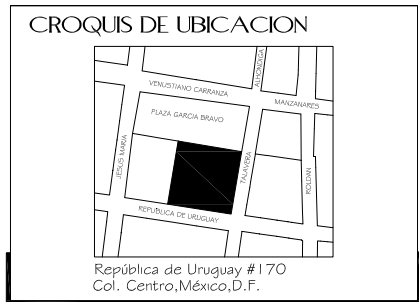 CROQUIS DE UBICACION
ALHONDIGA
VENUSTIANO CARRANZA
MANZANARES
PLAZA GARCIA BRAVO
JESUS MARIA
TALAVERA
ROLDAN
REPUBLICA DE URUGUAY
República de Uruguay #170
Col. Centro,México,D.F.